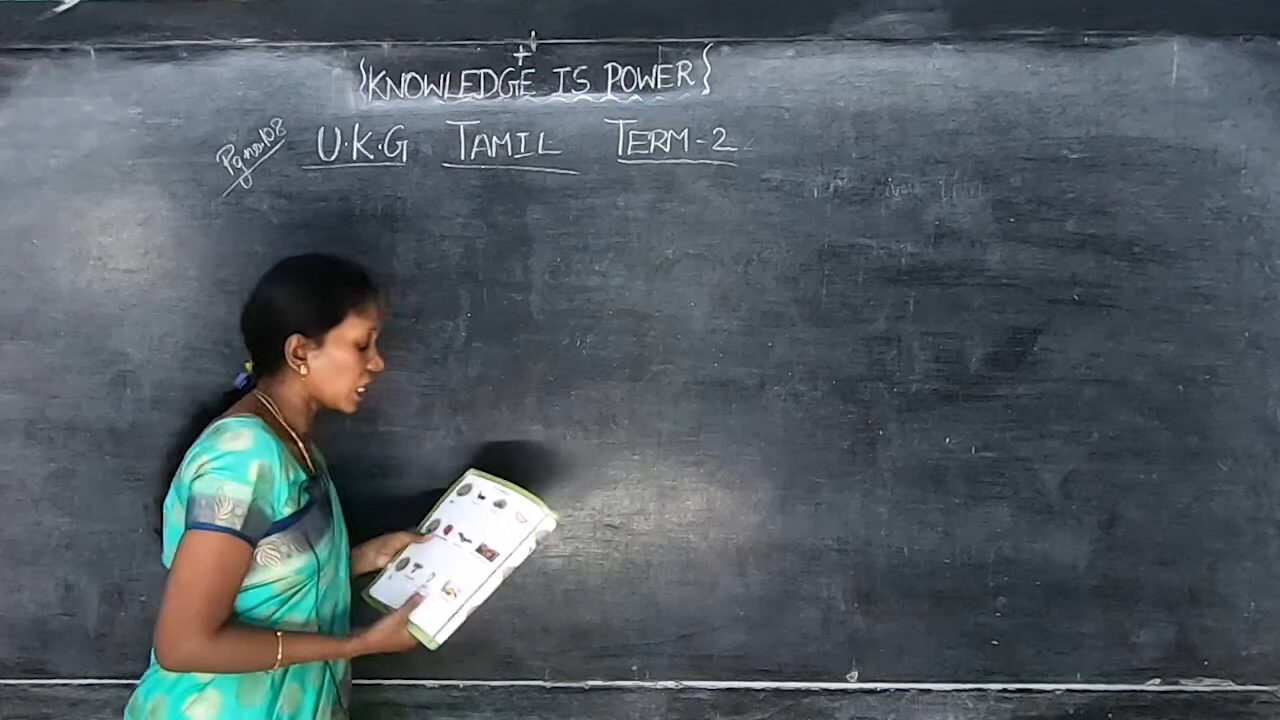 {KNOWLEDGE IS POWER}
Pg no:108 U.K.G TAMIL TERM-2